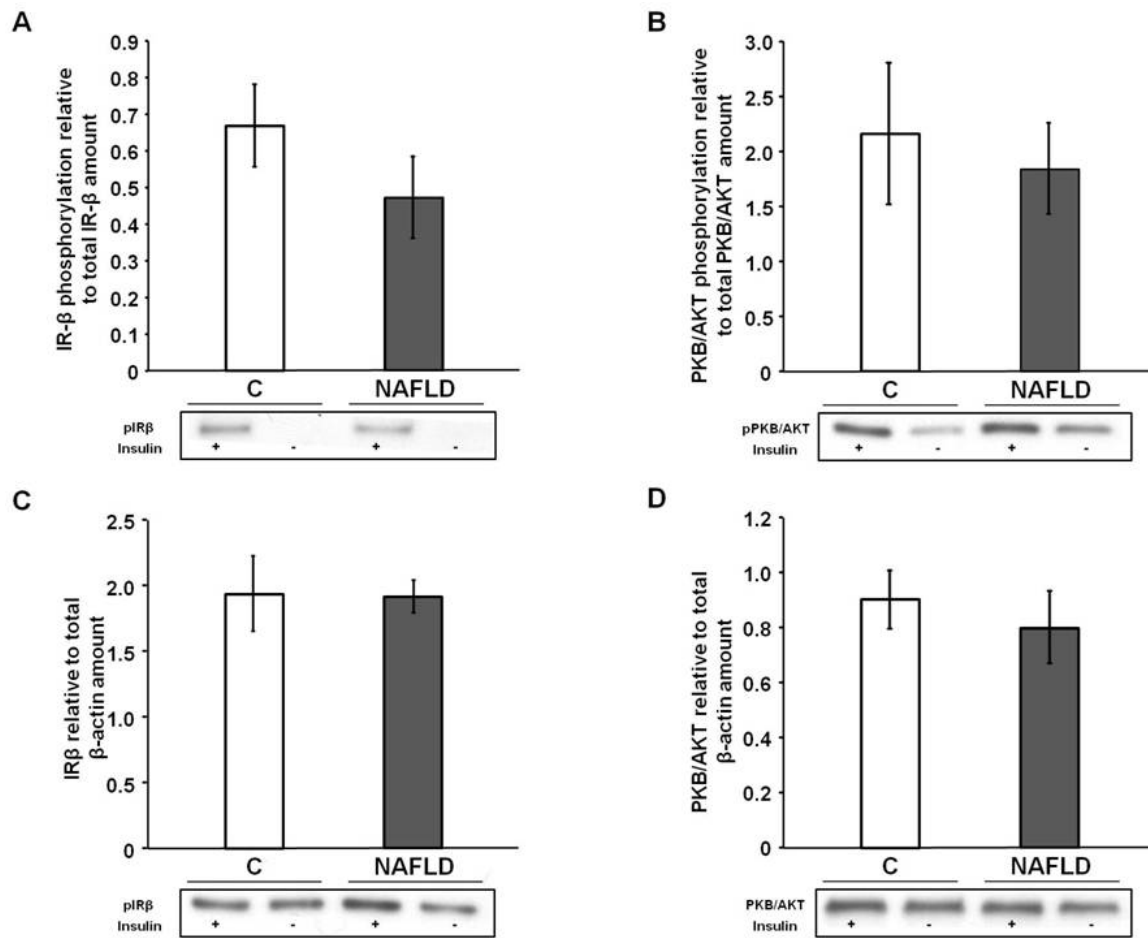 A
IR-β phosphorylation relative
to total IR-β amount
0.9
0.8
0.7
0.6
0.5
0.4
0.3
0.2
0.1
0
C NAFLD
pIRβ
Insulin + - + -
B
PKB/AKT phosphorylation relative
to total PKB/AKT amount
3.0
2.5
2.0
1.5
1.0
0.5
0
C NAFLD
pPKB/AKT
Insulin + - + -
C
IRβ relative to total
β-actin amount
2.5
2.0
1.5
1.0
0.5
0
C NAFLD
pIRβ
Insulin + - + -
D
PKB/AKT relative to total
β-actin amount
1.2
1.0
0.8
0.6
0.4
0.2
0
C NAFLD
PKB/AKT
Insulin + - + -